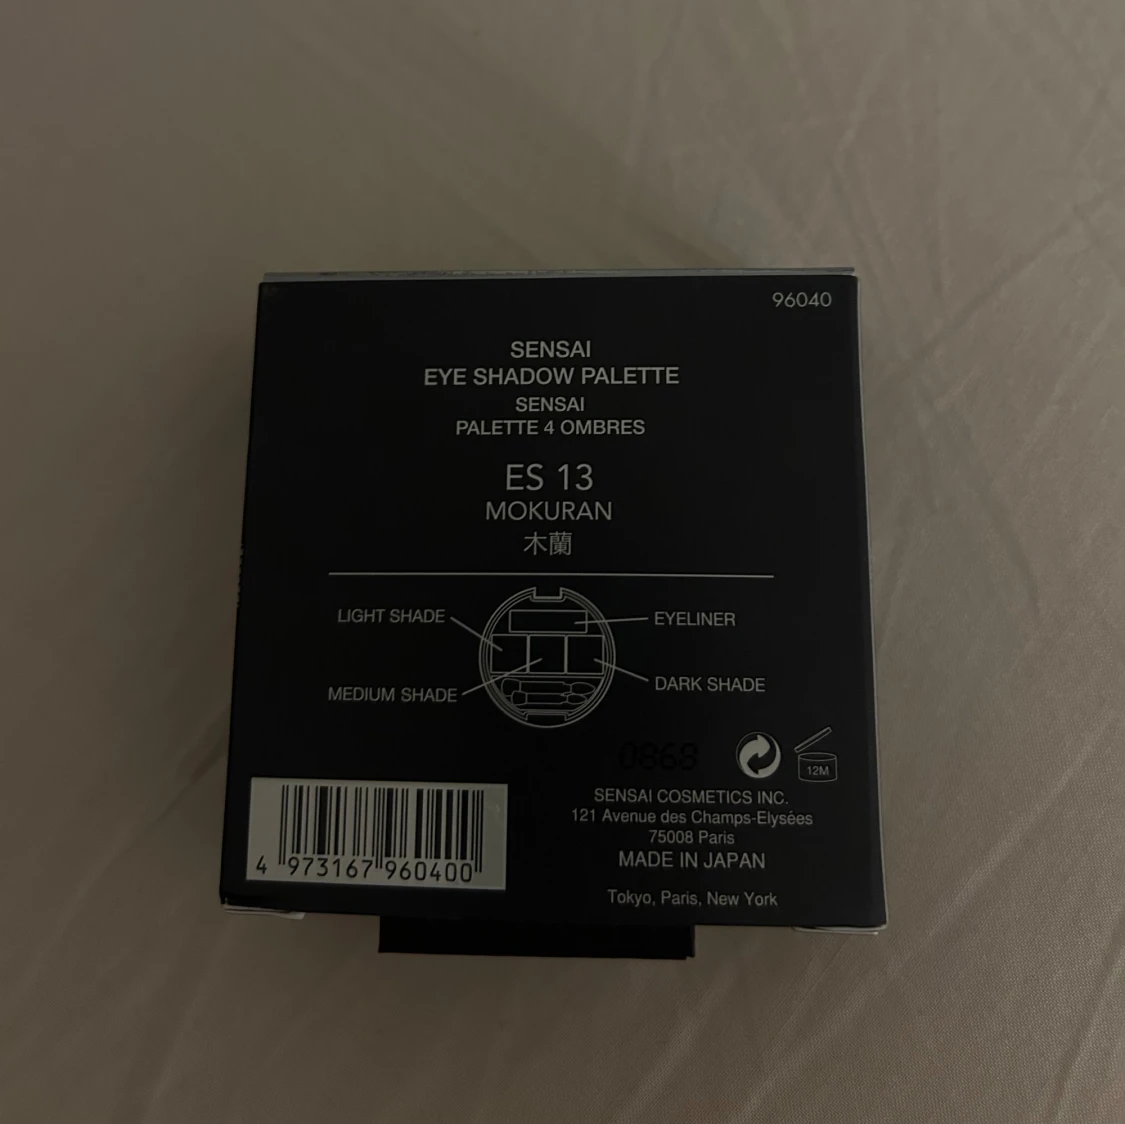 96040
SENSAI
EYE SHADOW PALETTE
SENSAI
PALETTE 4 OMBRES
ES 13
MOKURAN
木蘭
LIGHT SHADE
EYELINER
MEDIUM SHADE
DARK SHADE
0868
12M
SENSAI COSMETICS INC.
121 Avenue des Champs-Elysées
75008 Paris
MADE IN JAPAN
Tokyo, Paris, New York
4 973167 960400